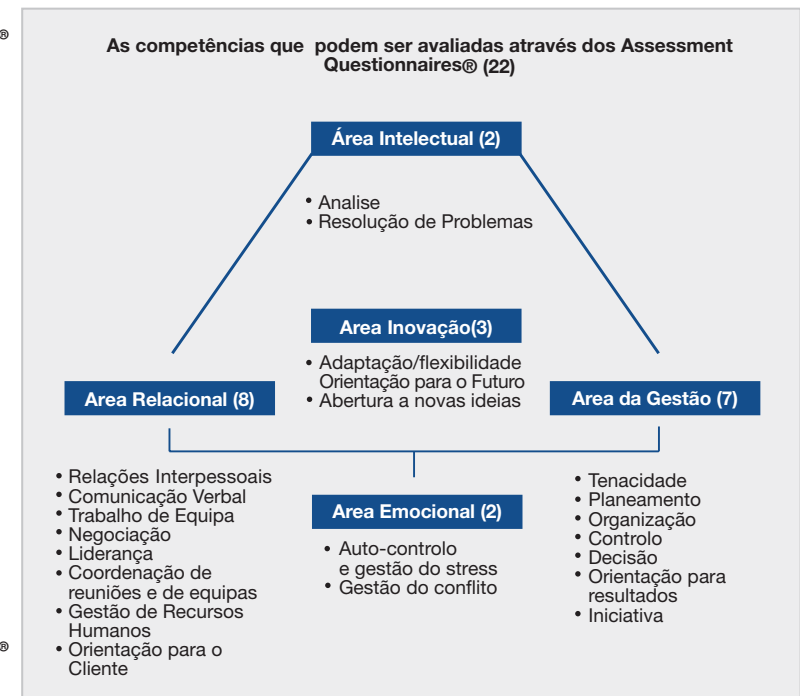 ®
As competências que podem ser avaliadas através dos Assessment
Questionnaires® (22)
Área Intelectual (2)
• Analise
• Resolução de Problemas
Area Inovação(3)
• Adaptação/flexibilidade
Orientação para o Futuro
• Abertura a novas ideias
Area Relacional (8)
Area da Gestão (7)
• Relações Interpessoais
• Comunicação Verbal
• Trabalho de Equipa
• Negociação
• Liderança
• Coordenação de
reuniões e de equipas
• Gestão de Recursos
Humanos
• Orientação para o
Cliente
Area Emocional (2)
• Auto-controlo
e gestão do stress
• Gestão do conflito
• Tenacidade
• Planeamento
• Organização
• Controlo
• Decisão
• Orientação para
resultados
• Iniciativa
®